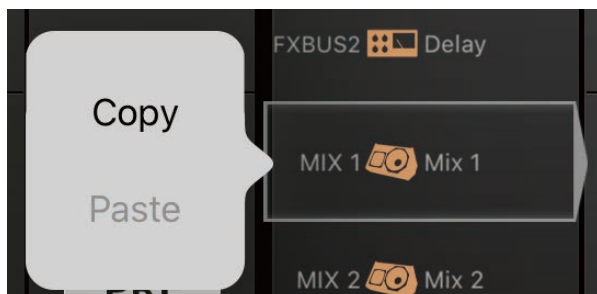 FXBUS2 Delay
Copy
MIX 1 Mix 1
Paste
MIX 2 Mix 2